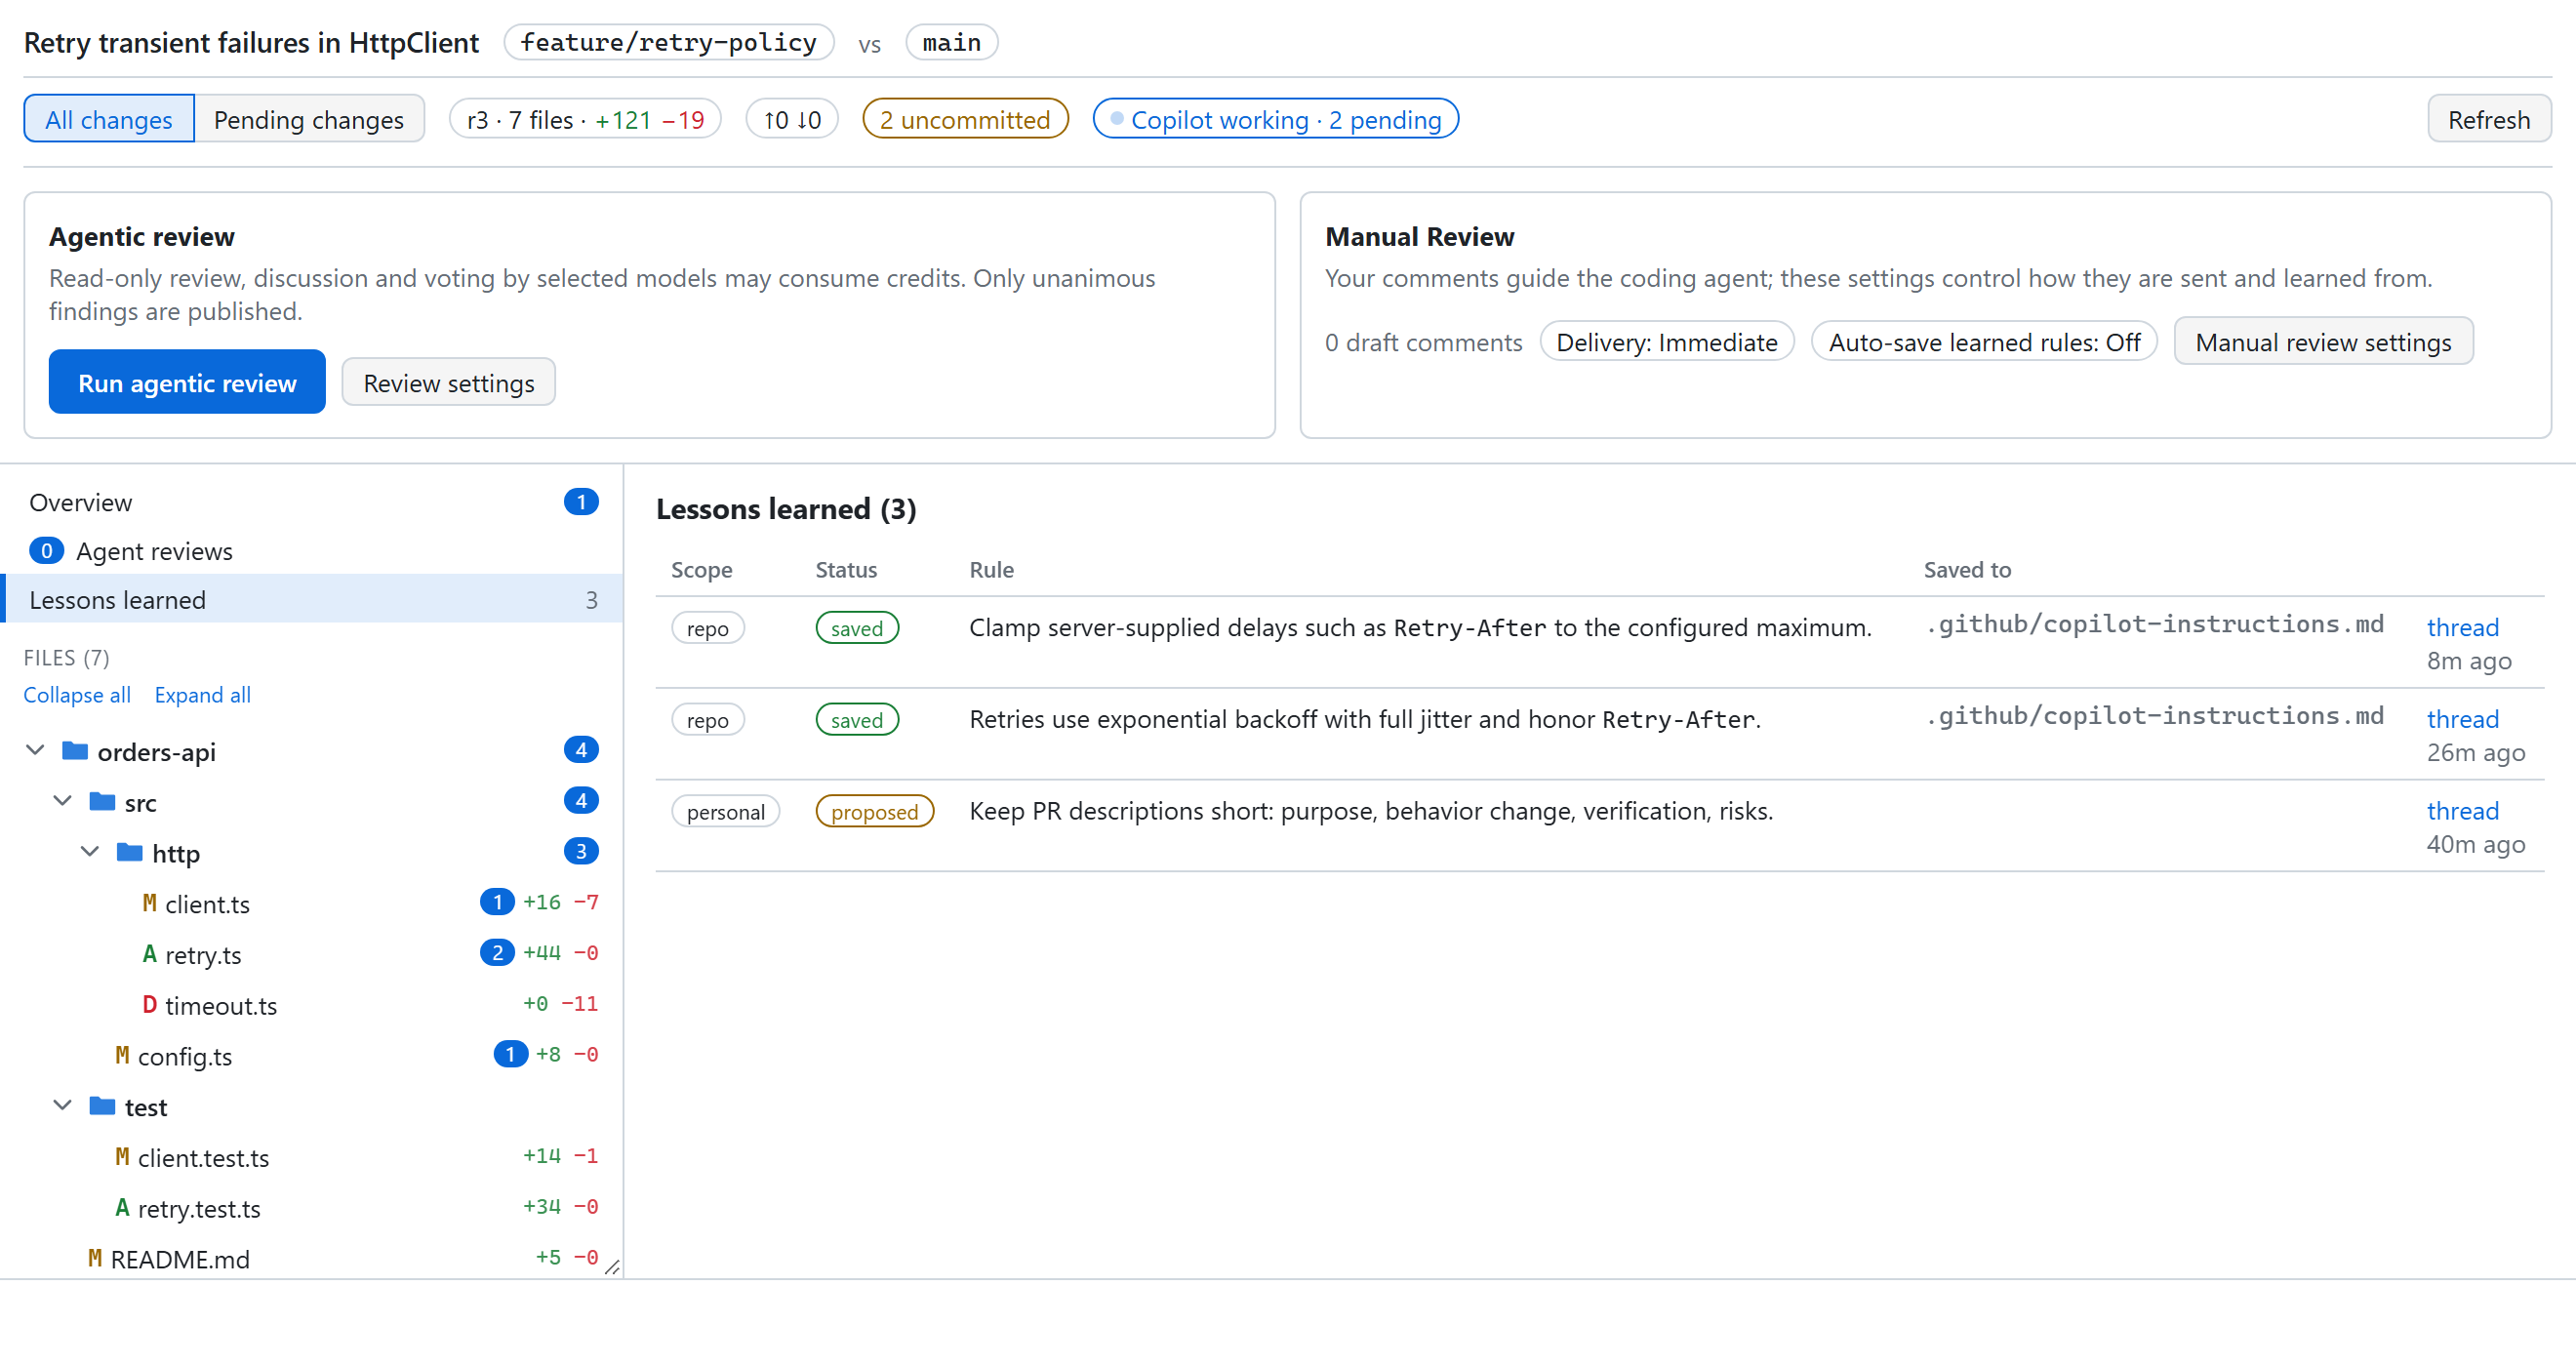 Retry transient failures in HttpClient feature/retry-policy vs main
All changes Pending changes r3 · 7 files · +121 −19 ↑0 ↓0 2 uncommitted Copilot working · 2 pending Refresh
Agentic review
Read-only review, discussion and voting by selected models may consume credits. Only unanimous
findings are published.
Run agentic review Review settings
Manual Review
Your comments guide the coding agent; these settings control how they are sent and learned from.
0 draft comments Delivery: Immediate Auto-save learned rules: Off Manual review settings
Overview 1
0 Agent reviews
Lessons learned 3
FILES (7)
Collapse all Expand all
orders-api 4
src 4
http 3
M client.ts 1 +16 −7
A retry.ts 2 +44 −0
D timeout.ts +0 −11
M config.ts 1 +8 −0
test
M client.test.ts +14 −1
A retry.test.ts +34 −0
M README.md +5 −0
Lessons learned (3)
Scope Status Rule Saved to
repo saved Clamp server-supplied delays such as Retry-After to the configured maximum. .github/copilot-instructions.md thread
8m ago
repo saved Retries use exponential backoff with full jitter and honor Retry-After. .github/copilot-instructions.md thread
26m ago
personal proposed Keep PR descriptions short: purpose, behavior change, verification, risks. thread
40m ago